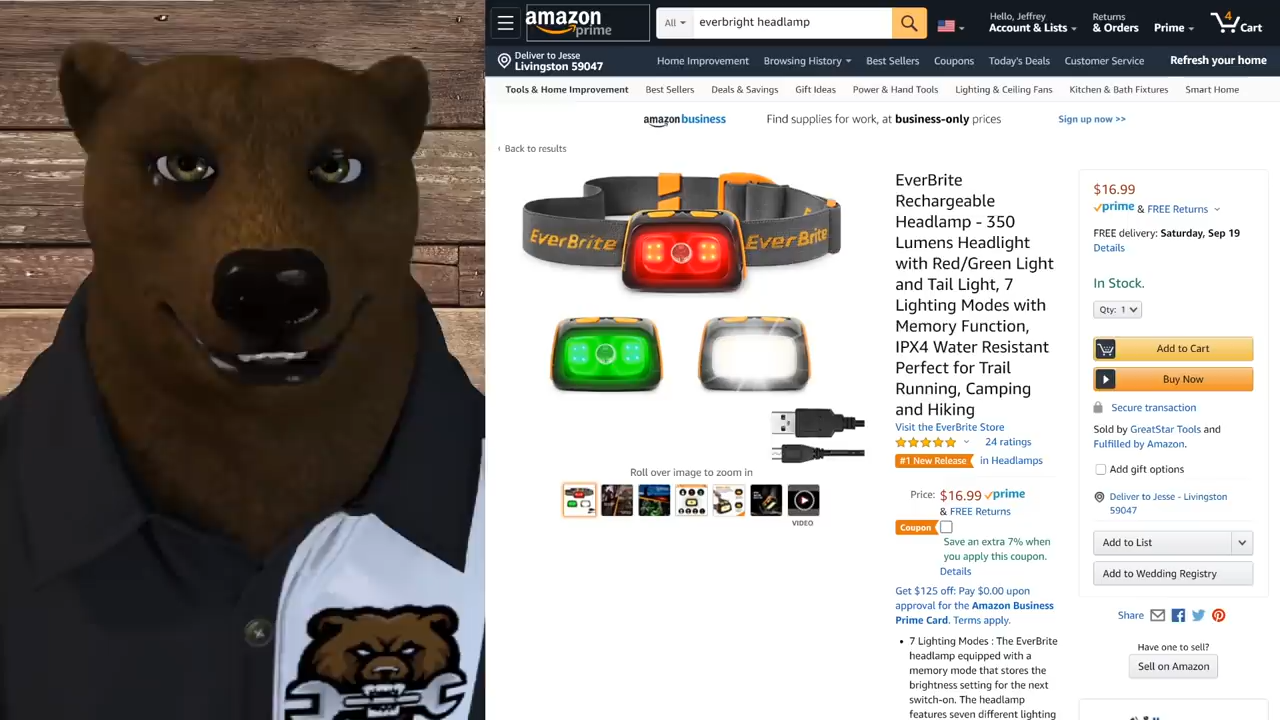 amazon
prime
All
everbright headlamp
Hello, Jeffrey
Account & Lists
Returns
& Orders
Prime
4
Cart
Deliver to Jesse
Livingston 59047
Home Improvement
Browsing History
Best Sellers
Coupons
Today's Deals
Customer Service
Refresh your home
Tools & Home Improvement
Best Sellers
Deals & Savings
Gift Ideas
Power & Hand Tools
Lighting & Ceiling Fans
Kitchen & Bath Fixtures
Smart Home
amazon business
Find supplies for work, at business-only prices
Sign up now >>
‹ Back to results
EverBrite
EverBrite
Roll over image to zoom in
VIDEO
EverBrite
Rechargeable
Headlamp - 350
Lumens Headlight
with Red/Green Light
and Tail Light, 7
Lighting Modes with
Memory Function,
IPX4 Water Resistant
Perfect for Trail
Running, Camping
and Hiking
Visit the EverBrite Store
24 ratings
#1 New Release
in Headlamps
Price: $16.99 prime
& FREE Returns
Coupon
Save an extra 7% when
you apply this coupon.
Details
Get $125 off: Pay $0.00 upon
approval for the Amazon Business
Prime Card. Terms apply.
• 7 Lighting Modes : The EverBrite
headlamp equipped with a
memory mode that stores the
brightness setting for the next
switch-on. The headlamp
features seven different lighting
$16.99
prime & FREE Returns
FREE delivery: Saturday, Sep 19
Details
In Stock.
Qty: 1
Add to Cart
Buy Now
Secure transaction
Sold by GreatStar Tools and
Fulfilled by Amazon.
Add gift options
Deliver to Jesse - Livingston
59047
Add to List
Add to Wedding Registry
Share
Have one to sell?
Sell on Amazon